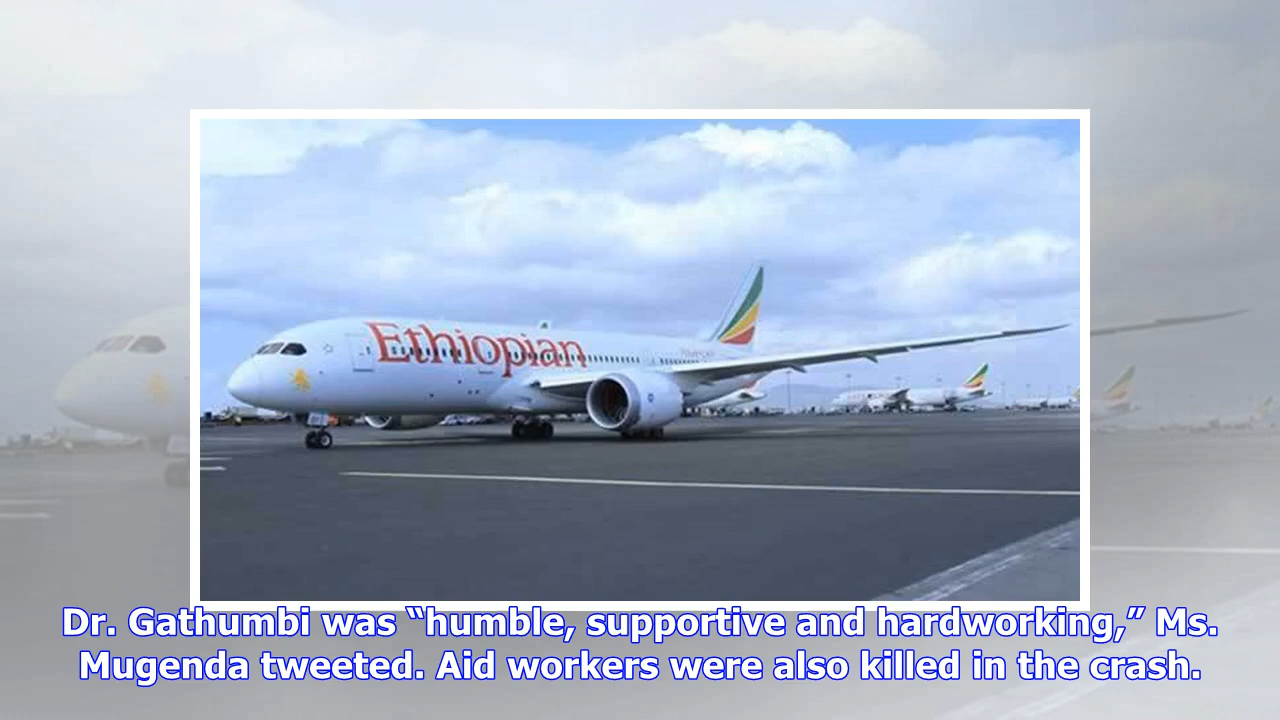 Ethiopian
Dr. Gathumbi was “humble, supportive and hardworking,” Ms.
Mugenda tweeted. Aid workers were also killed in the crash.